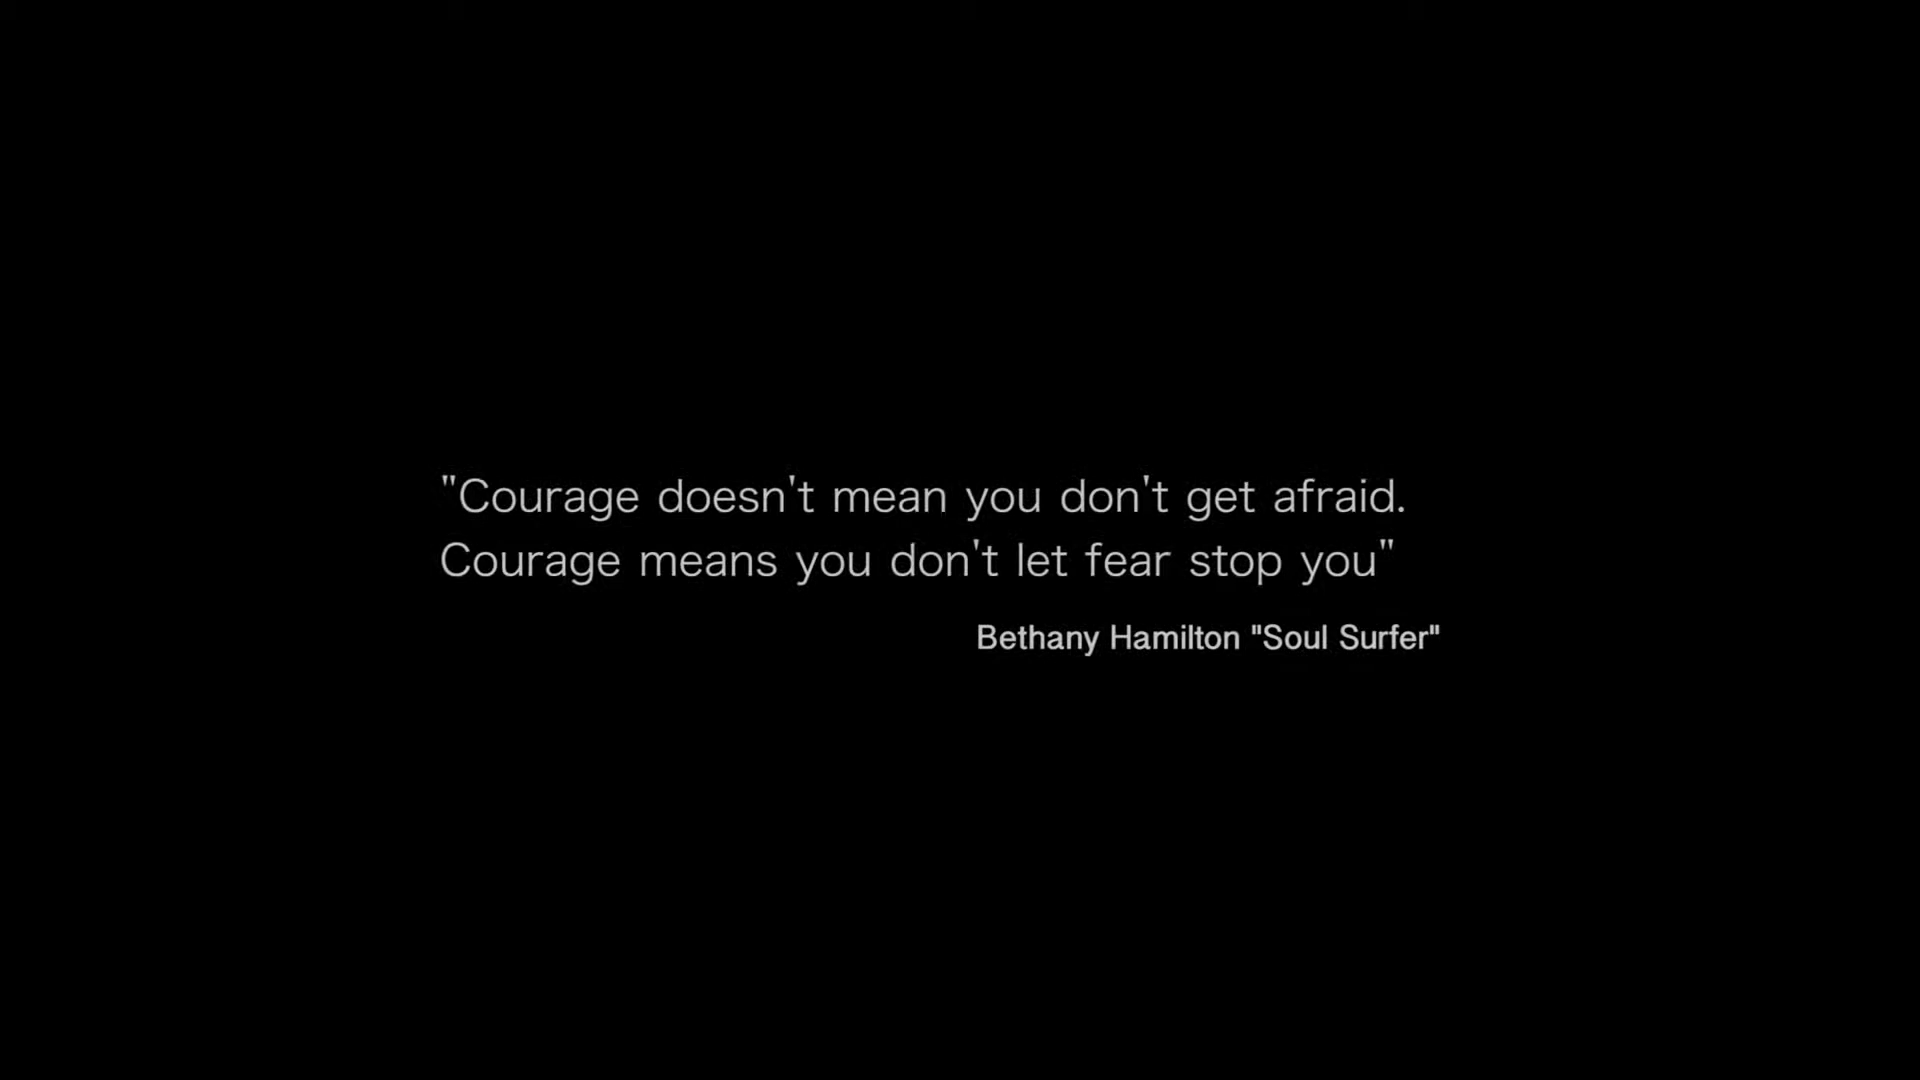 "Courage doesn't mean you don't get afraid.
Courage means you don't let fear stop you"
Bethany Hamilton "Soul Surfer"